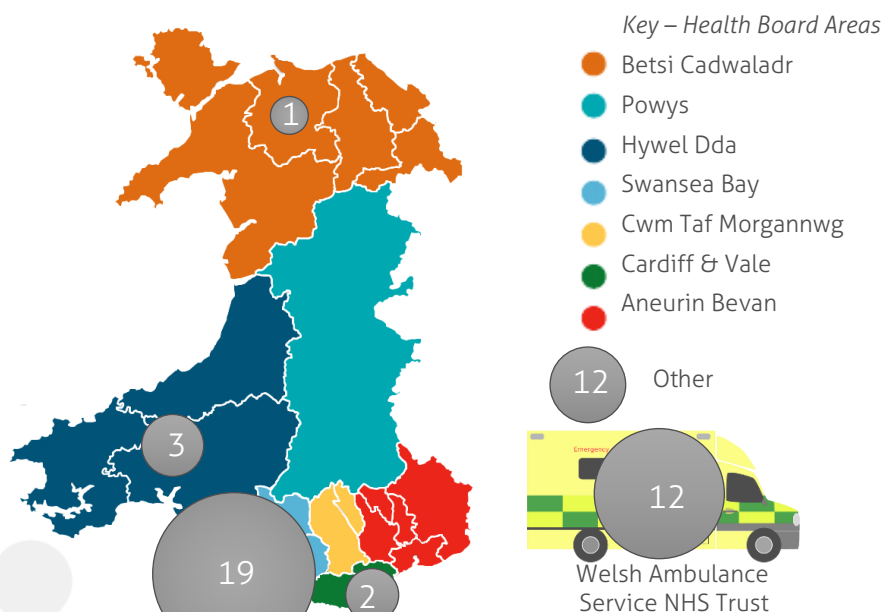 Key – Health Board Areas
Betsi Cadwaladr
Powys
Hywel Dda
Swansea Bay
Cwm Taf Morgannwg
Cardiff & Vale
Aneurin Bevan
1
12
Other
3
Emergency
12
19
2
Welsh Ambulance
Service NHS Trust